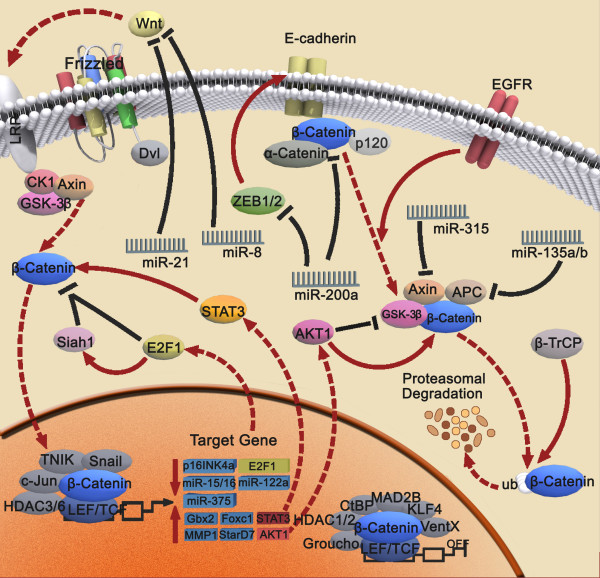 Wnt
Frizzled
E-cadherin
EGFR
LRP
Dvl
β-Catenin
p120
α-Catenin
CK1
Axin
GSK-3β
ZEB1/2
miR-21
miR-8
miR-200a
miR-315
miR-135a/b
β-Catenin
STAT3
Axin
APC
GSK-3β
β-Catenin
Siah1
E2F1
AKT1
β-TrCP
Proteasomal
Degradation
Target Gene
TNIK
Snail
c-Jun
β-Catenin
HDAC3/6
LEF/TCF
p16INK4a
E2F1
miR-15/16
miR-122a
miR-375
Gbx2
Foxc1
STAT3
MMP1
StarD7
AKT1
ub
β-Catenin
MAD2B
CtBP
KLF4
HDAC1/2
β-Catenin
VentX
Groucho
LEF/TCF
OFF